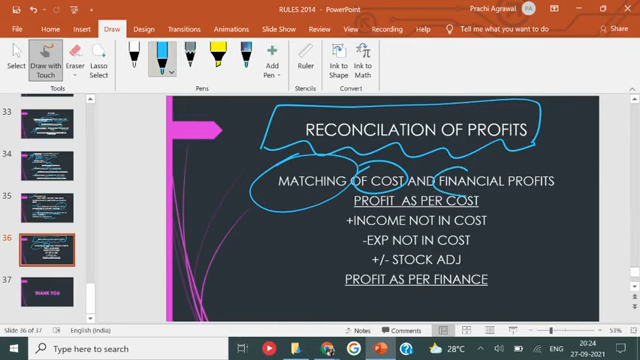 RULES 2014 - PowerPoint
Prachi Agrawal
PA
File
Home
Insert
Draw
Design
Transitions
Animations
Slide Show
Review
View
Recording
Help
Tell me what you want to do
Share
Select
Draw with Touch
Eraser
Lasso Select
Add Pen
Ruler
Ink to Shape
Ink to Math
Tools
Pens
Stencils
Convert
33
34
35
36
37
THANK YOU
RECONCILATION OF PROFITS
MATCHING OF COST AND FINANCIAL PROFITS
PROFIT AS PER COST
+INCOME NOT IN COST
-EXP NOT IN COST
+/- STOCK ADJ
PROFIT AS PER FINANCE
Slide 36 of 37
English (India)
Notes
Comments
53%
Type here to search
28°C
ENG
20:24
27-09-2021